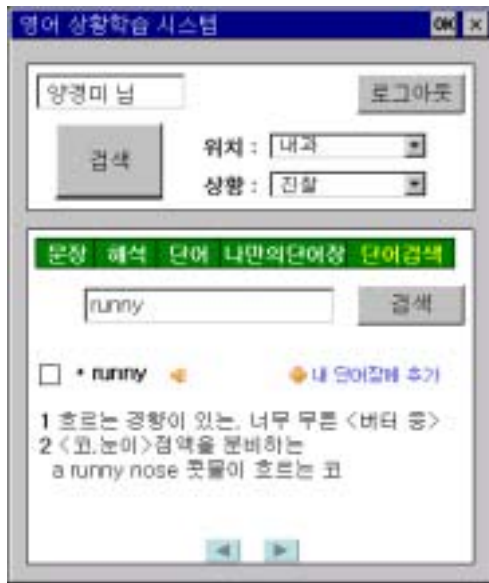 영어 상황학습 시스템 OK ×
양경미 님 로그아웃
검색 위치 : 내과
상황 : 진찰
문장 해석 단어 나만의단어장 단어검색
runny 검색
• runny 내 단어장에 추가
1 흐르는 경향이 있는, 너무 무른 <버터 등>
2 <코,눈이>점액을 분비하는
a runny nose 콧물이 흐르는 코